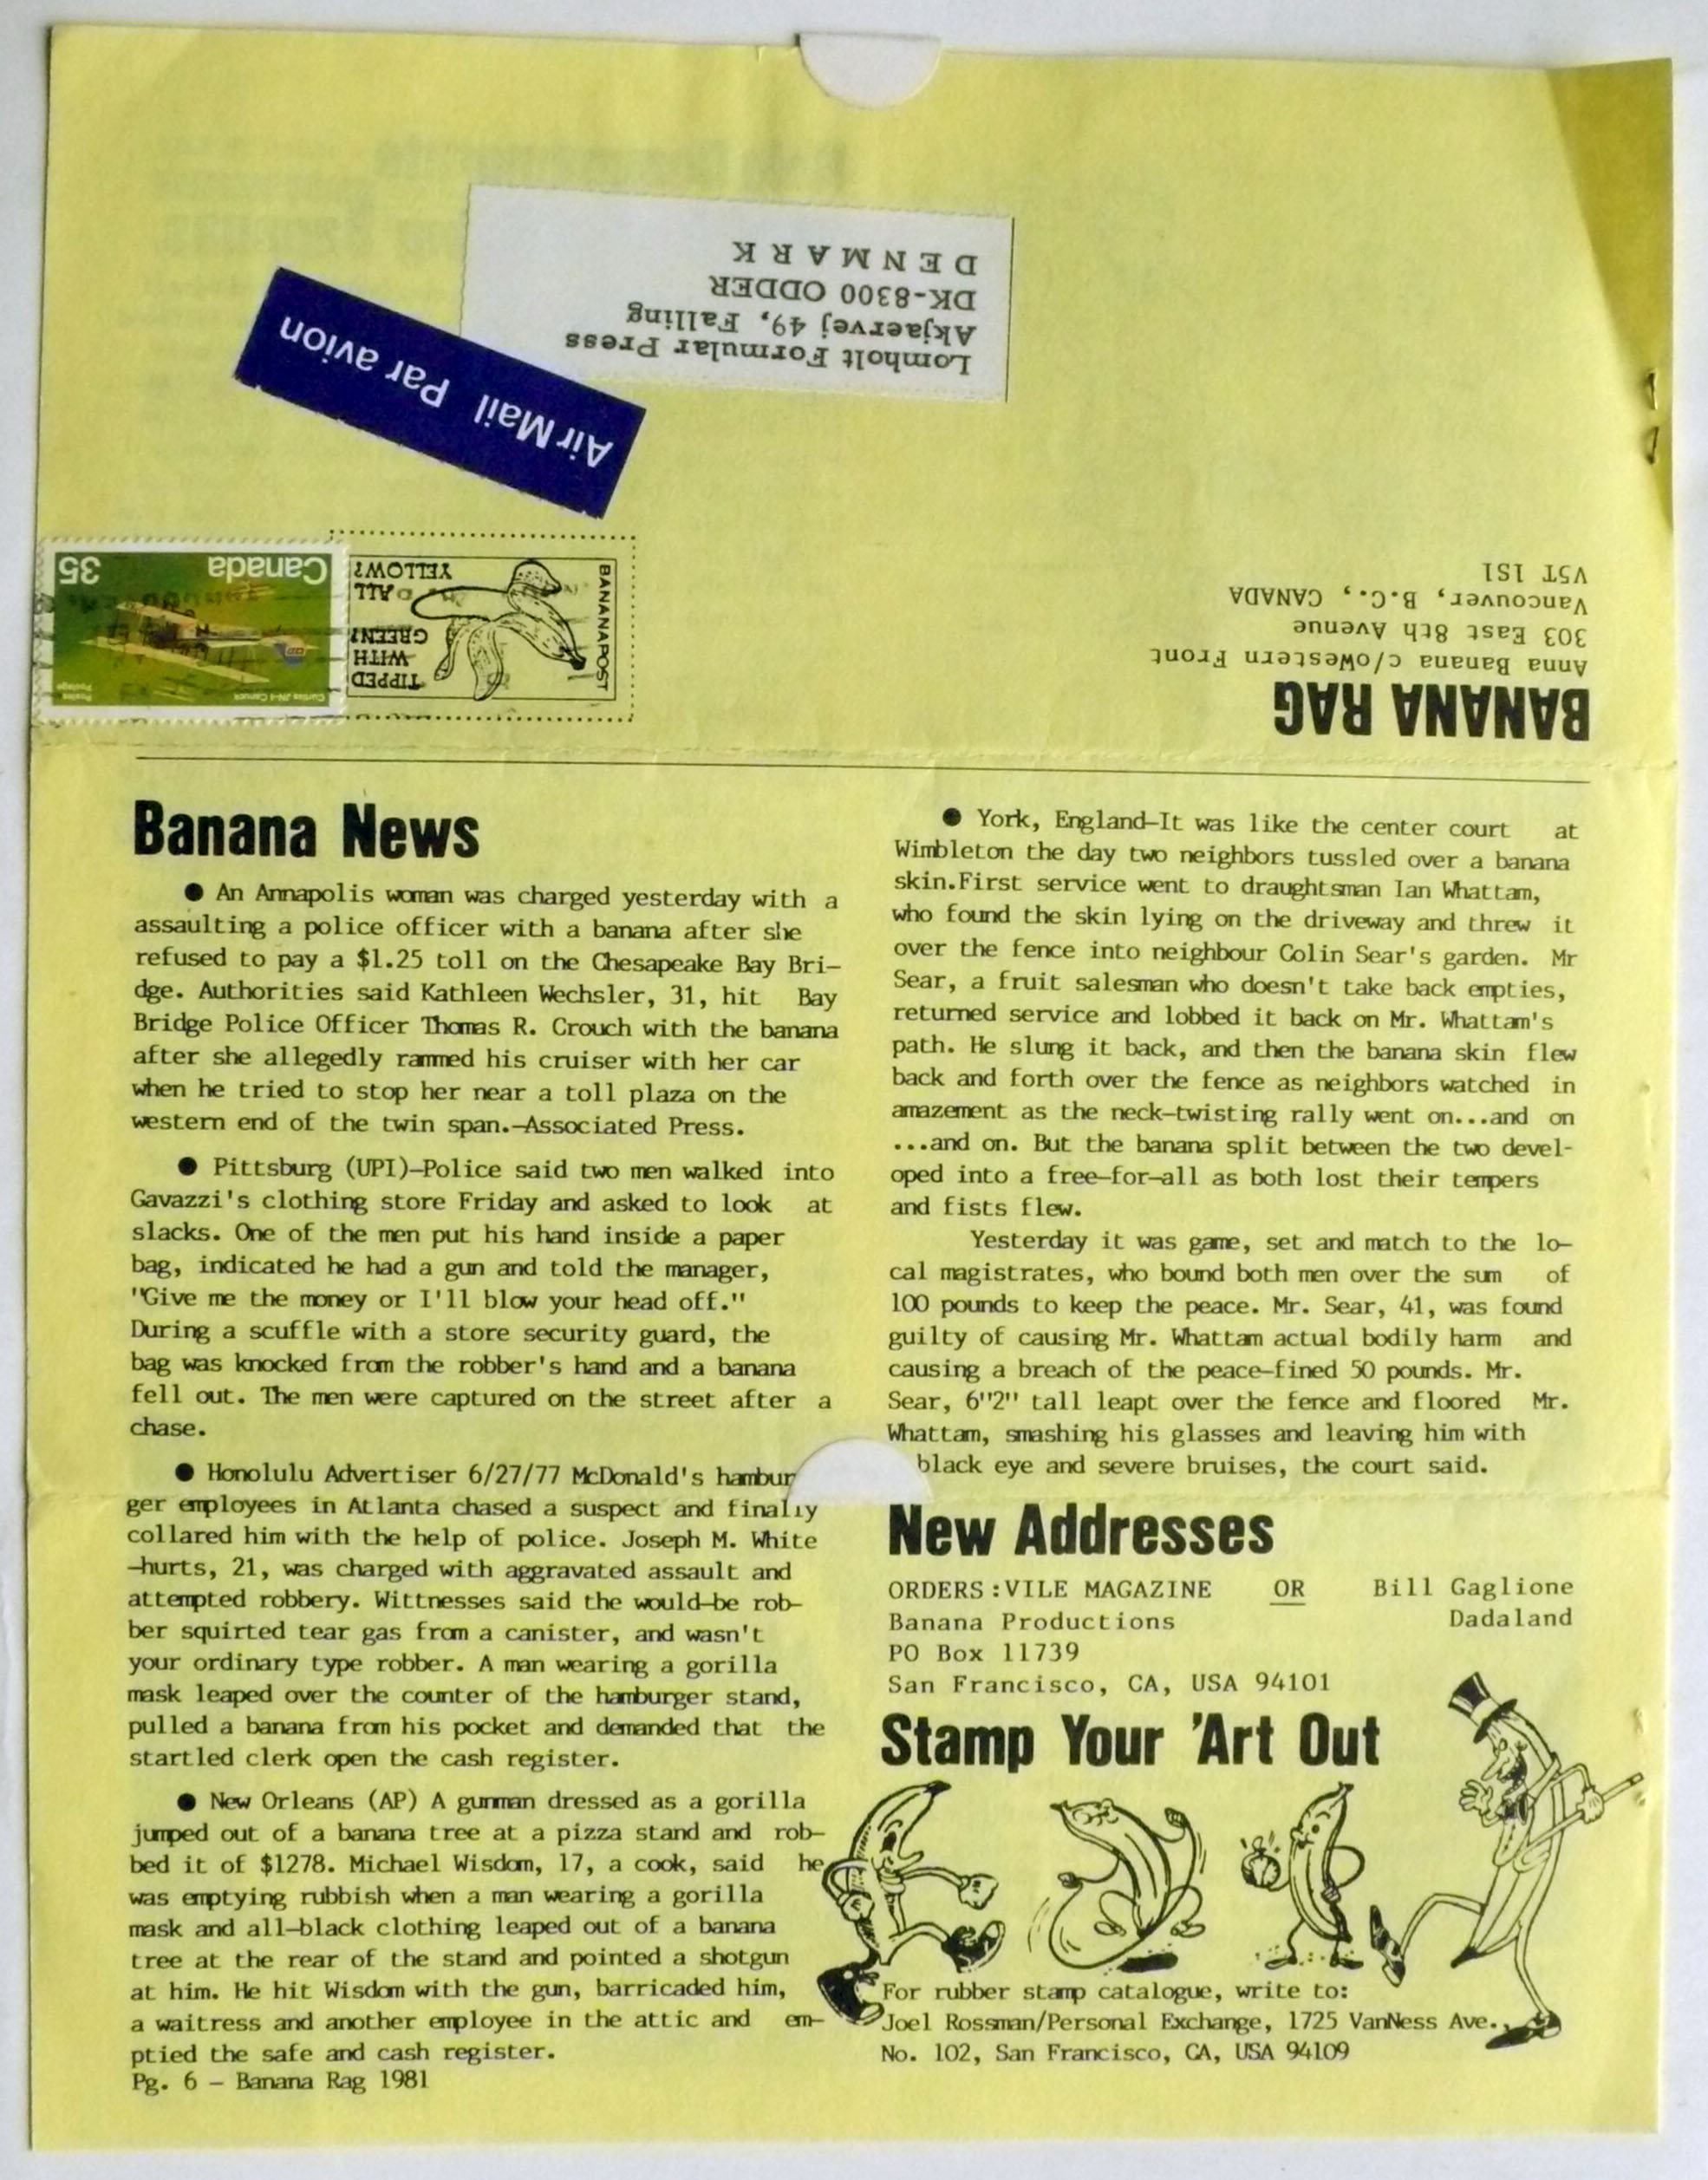 DENMARK
DK-8300 ODDER
Akjaervej 49, Falling
Lomholt Formular Press
Air Mail Par avion
Canada 35
Curtiss JN-4 Canuck
Postes
Postage
BANANAPOST
TIPPED
WITH
GREEN?
ALL
YELLOW?
BANANA RAG
Anna Banana c/oWestern Front
303 East 8th Avenue
Vancouver, B.C., CANADA
V5T 1S1
Banana News
● An Annapolis woman was charged yesterday with a
assaulting a police officer with a banana after she
refused to pay a $1.25 toll on the Chesapeake Bay Bri-
dge. Authorities said Kathleen Wechsler, 31, hit Bay
Bridge Police Officer Thomas R. Crouch with the banana
after she allegedly rammed his cruiser with her car
when he tried to stop her near a toll plaza on the
western end of the twin span.-Associated Press.
● Pittsburg (UPI)-Police said two men walked into
Gavazzi's clothing store Friday and asked to look at
slacks. One of the men put his hand inside a paper
bag, indicated he had a gun and told the manager,
"Give me the money or I'll blow your head off."
During a scuffle with a store security guard, the
bag was knocked from the robber's hand and a banana
fell out. The men were captured on the street after a
chase.
● Honolulu Advertiser 6/27/77 McDonald's hambur
ger employees in Atlanta chased a suspect and finally
collared him with the help of police. Joseph M. White
-hurts, 21, was charged with aggravated assault and
attempted robbery. Wittnesses said the would-be rob-
ber squirted tear gas from a canister, and wasn't
your ordinary type robber. A man wearing a gorilla
mask leaped over the counter of the hamburger stand,
pulled a banana from his pocket and demanded that the
startled clerk open the cash register.
● New Orleans (AP) A gunman dressed as a gorilla
jumped out of a banana tree at a pizza stand and rob-
bed it of $1278. Michael Wisdom, 17, a cook, said he
was emptying rubbish when a man wearing a gorilla
mask and all-black clothing leaped out of a banana
tree at the rear of the stand and pointed a shotgun
at him. He hit Wisdom with the gun, barricaded him,
a waitress and another employee in the attic and em-
ptied the safe and cash register.
Pg. 6 - Banana Rag 1981
● York, England-It was like the center court at
Wimbleton the day two neighbors tussled over a banana
skin.First service went to draughtsman Ian Whattam,
who found the skin lying on the driveway and threw it
over the fence into neighbour Colin Sear's garden. Mr
Sear, a fruit salesman who doesn't take back empties,
returned service and lobbed it back on Mr. Whattam's
path. He slung it back, and then the banana skin flew
back and forth over the fence as neighbors watched in
amazement as the neck-twisting rally went on...and on
...and on. But the banana split between the two devel-
oped into a free-for-all as both lost their tempers
and fists flew.
Yesterday it was game, set and match to the lo-
cal magistrates, who bound both men over the sum of
100 pounds to keep the peace. Mr. Sear, 41, was found
guilty of causing Mr. Whattam actual bodily harm and
causing a breach of the peace-fined 50 pounds. Mr.
Sear, 6"2" tall leapt over the fence and floored Mr.
Whattam, smashing his glasses and leaving him with
black eye and severe bruises, the court said.
New Addresses
ORDERS:VILE MAGAZINE OR Bill Gaglione
Banana Productions Dadaland
PO Box 11739
San Francisco, CA, USA 94101
Stamp Your 'Art Out
For rubber stamp catalogue, write to:
Joel Rossman/Personal Exchange, 1725 VanNess Ave.,
No. 102, San Francisco, CA, USA 94109